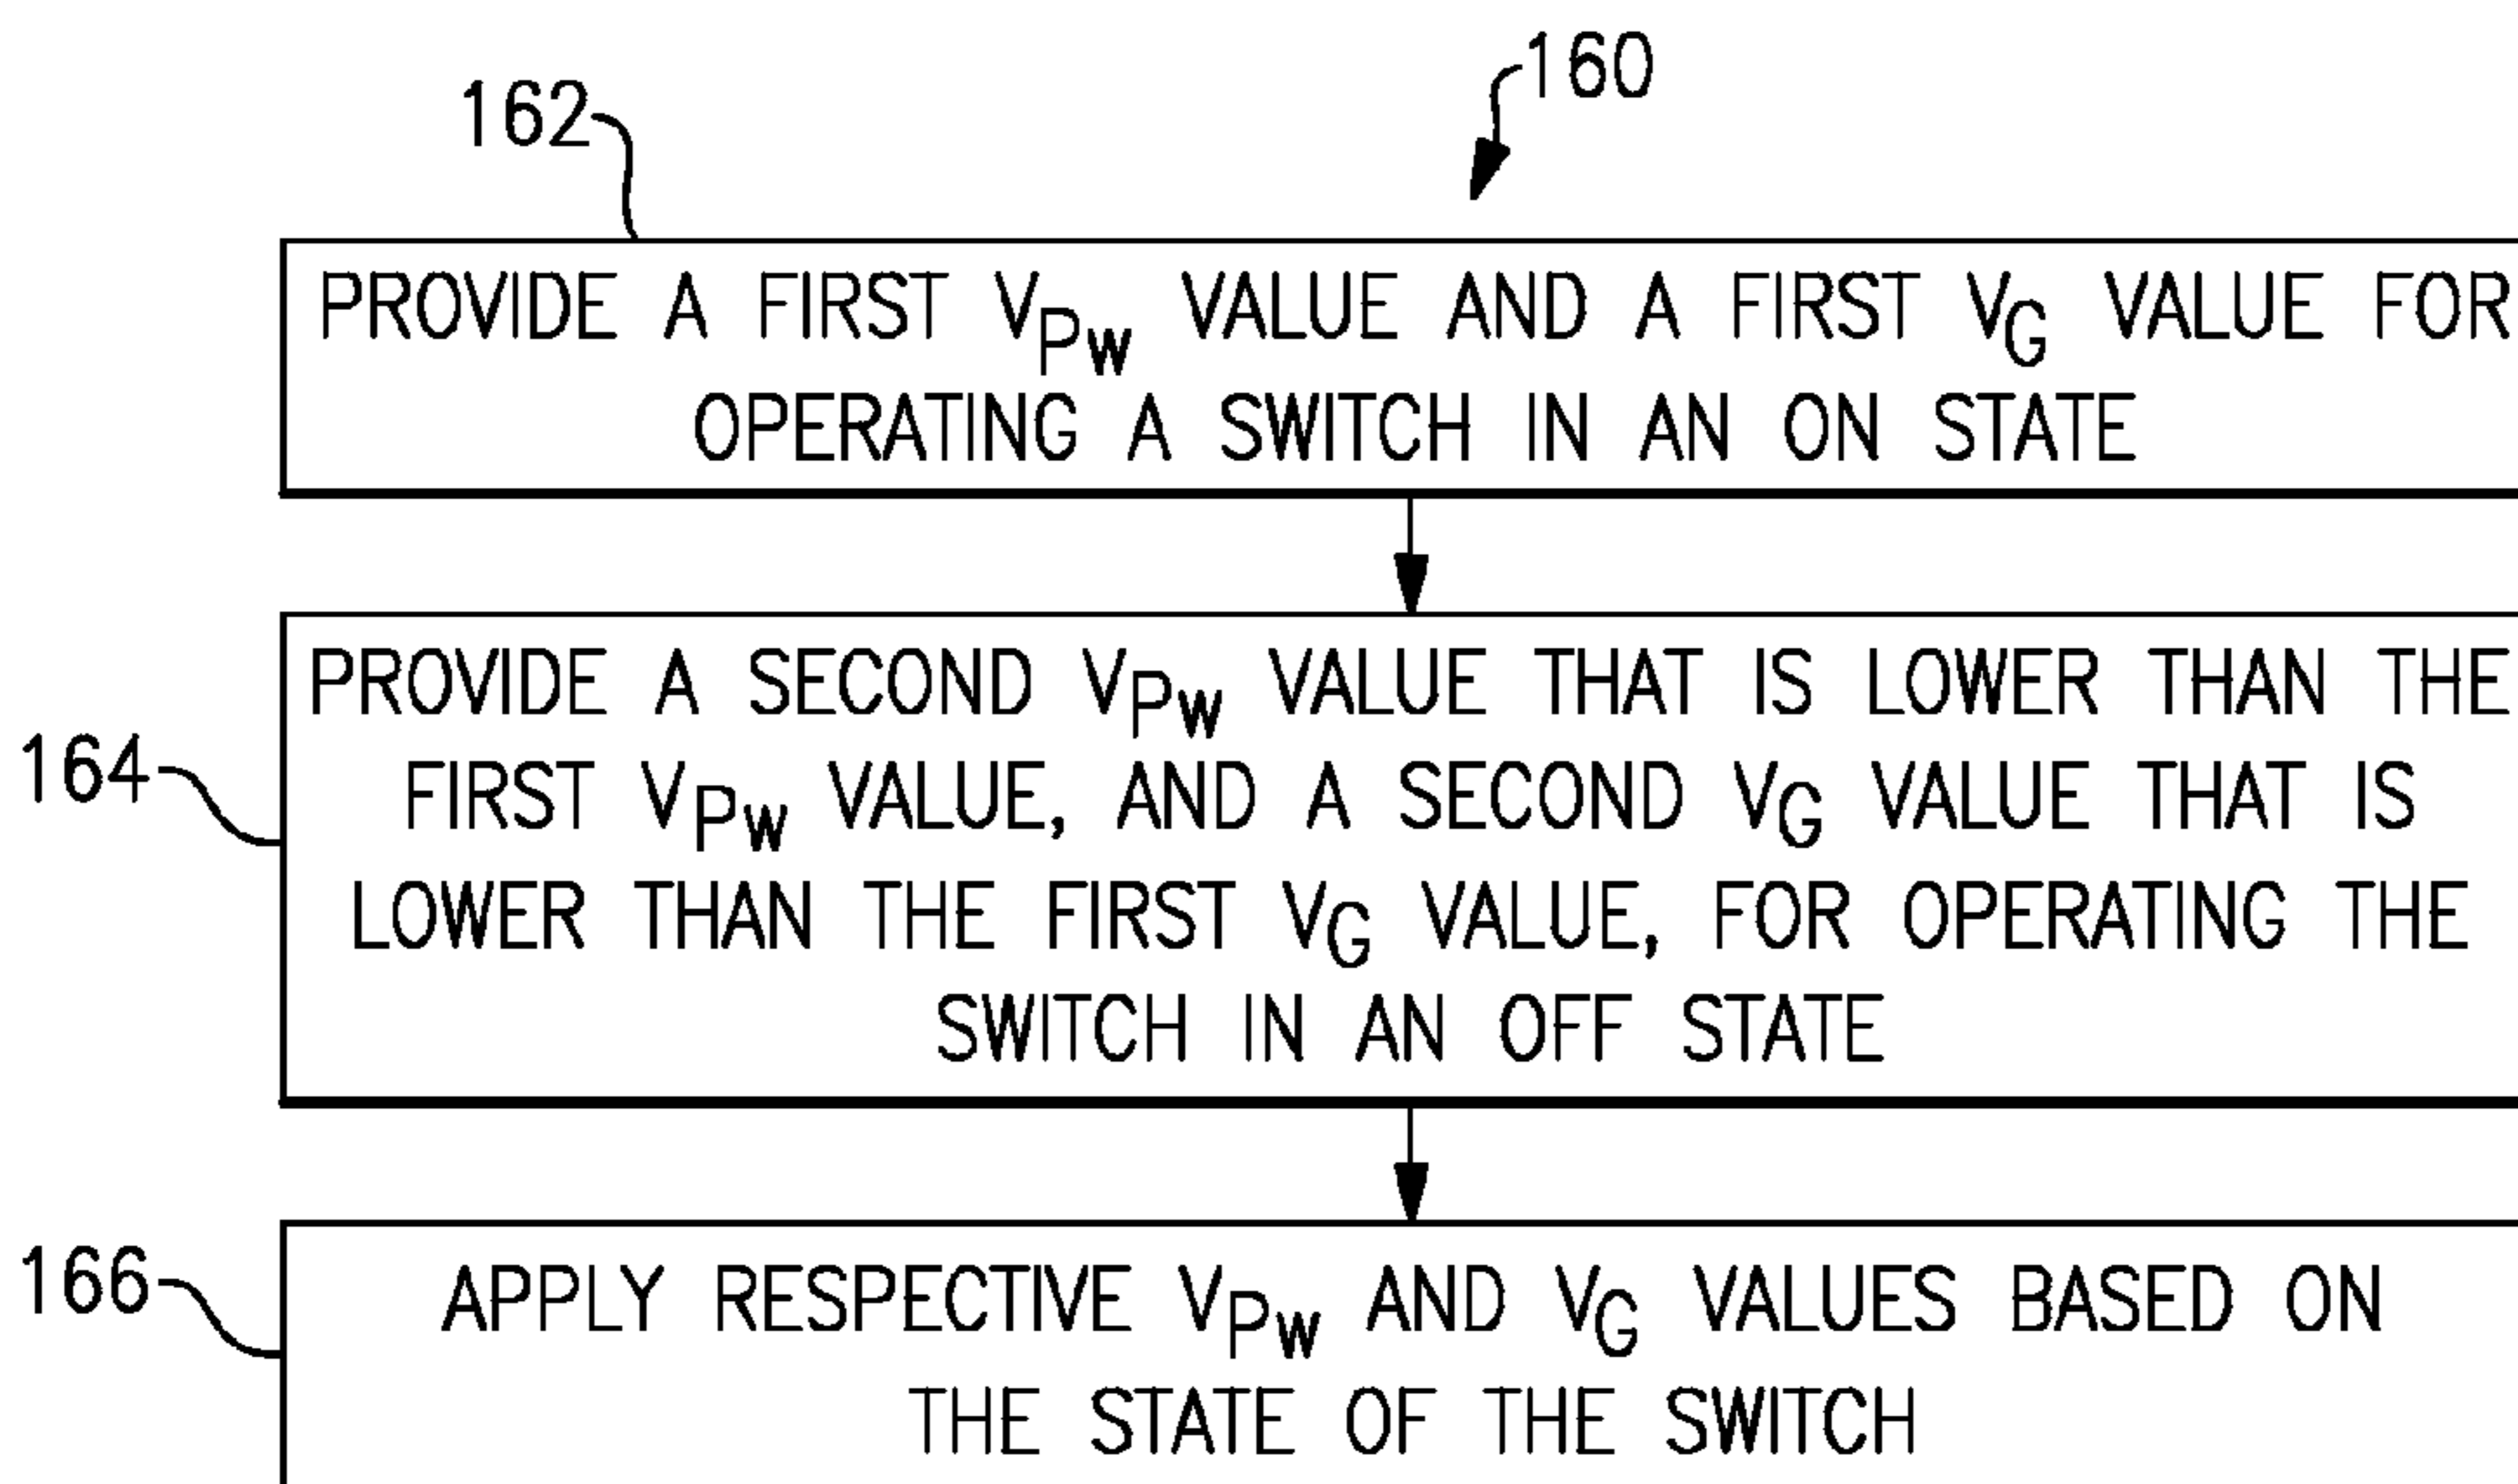 160
162
PROVIDE A FIRST VPW VALUE AND A FIRST VG VALUE FOR
OPERATING A SWITCH IN AN ON STATE
PROVIDE A SECOND VPW VALUE THAT IS LOWER THAN THE
164
FIRST VPW VALUE, AND A SECOND VG VALUE THAT IS
LOWER THAN THE FIRST VG VALUE, FOR OPERATING THE
SWITCH IN AN OFF STATE
166
APPLY RESPECTIVE VPW AND VG VALUES BASED ON
THE STATE OF THE SWITCH